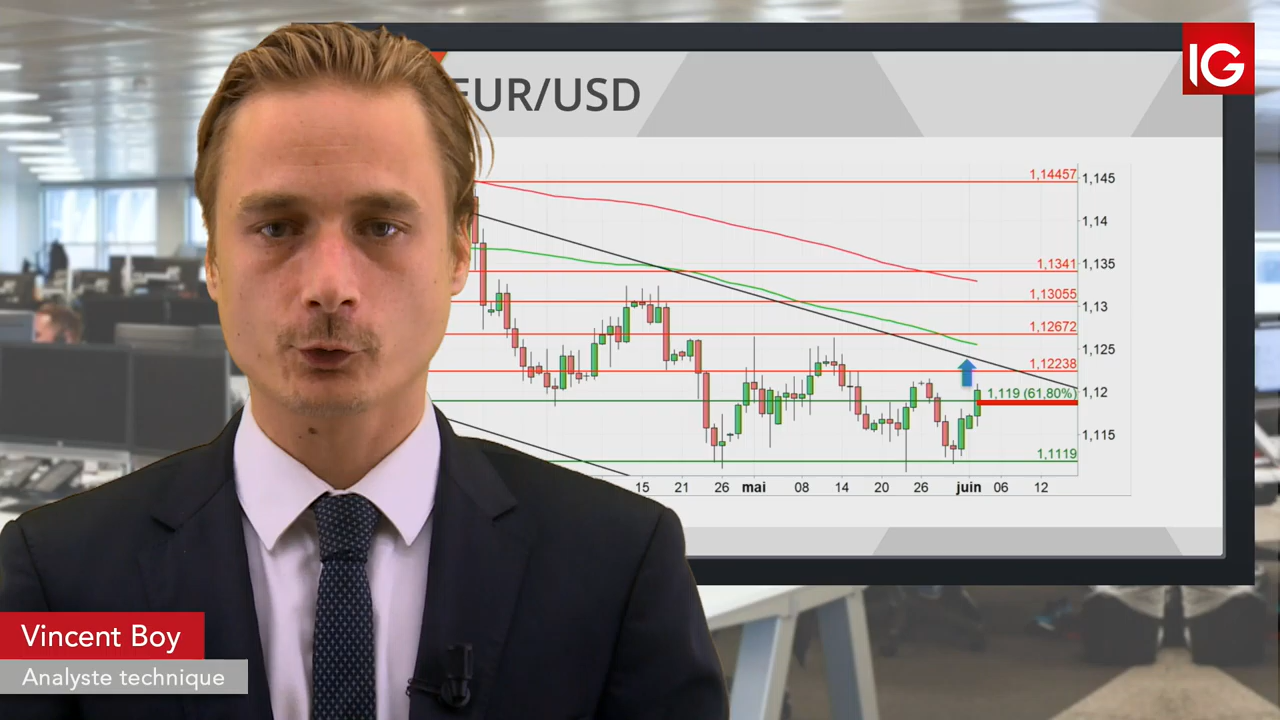 IG
EUR/USD
1,14457
1,145
1,14
1,1341
1,135
1,13055
1,13
1,12672
1,125
1,12238
1,119 (61,80%)
1,12
1,115
1,1119
15 21 26 mai 08 14 20 26 juin 06 12
Vincent Boy
Analyste technique